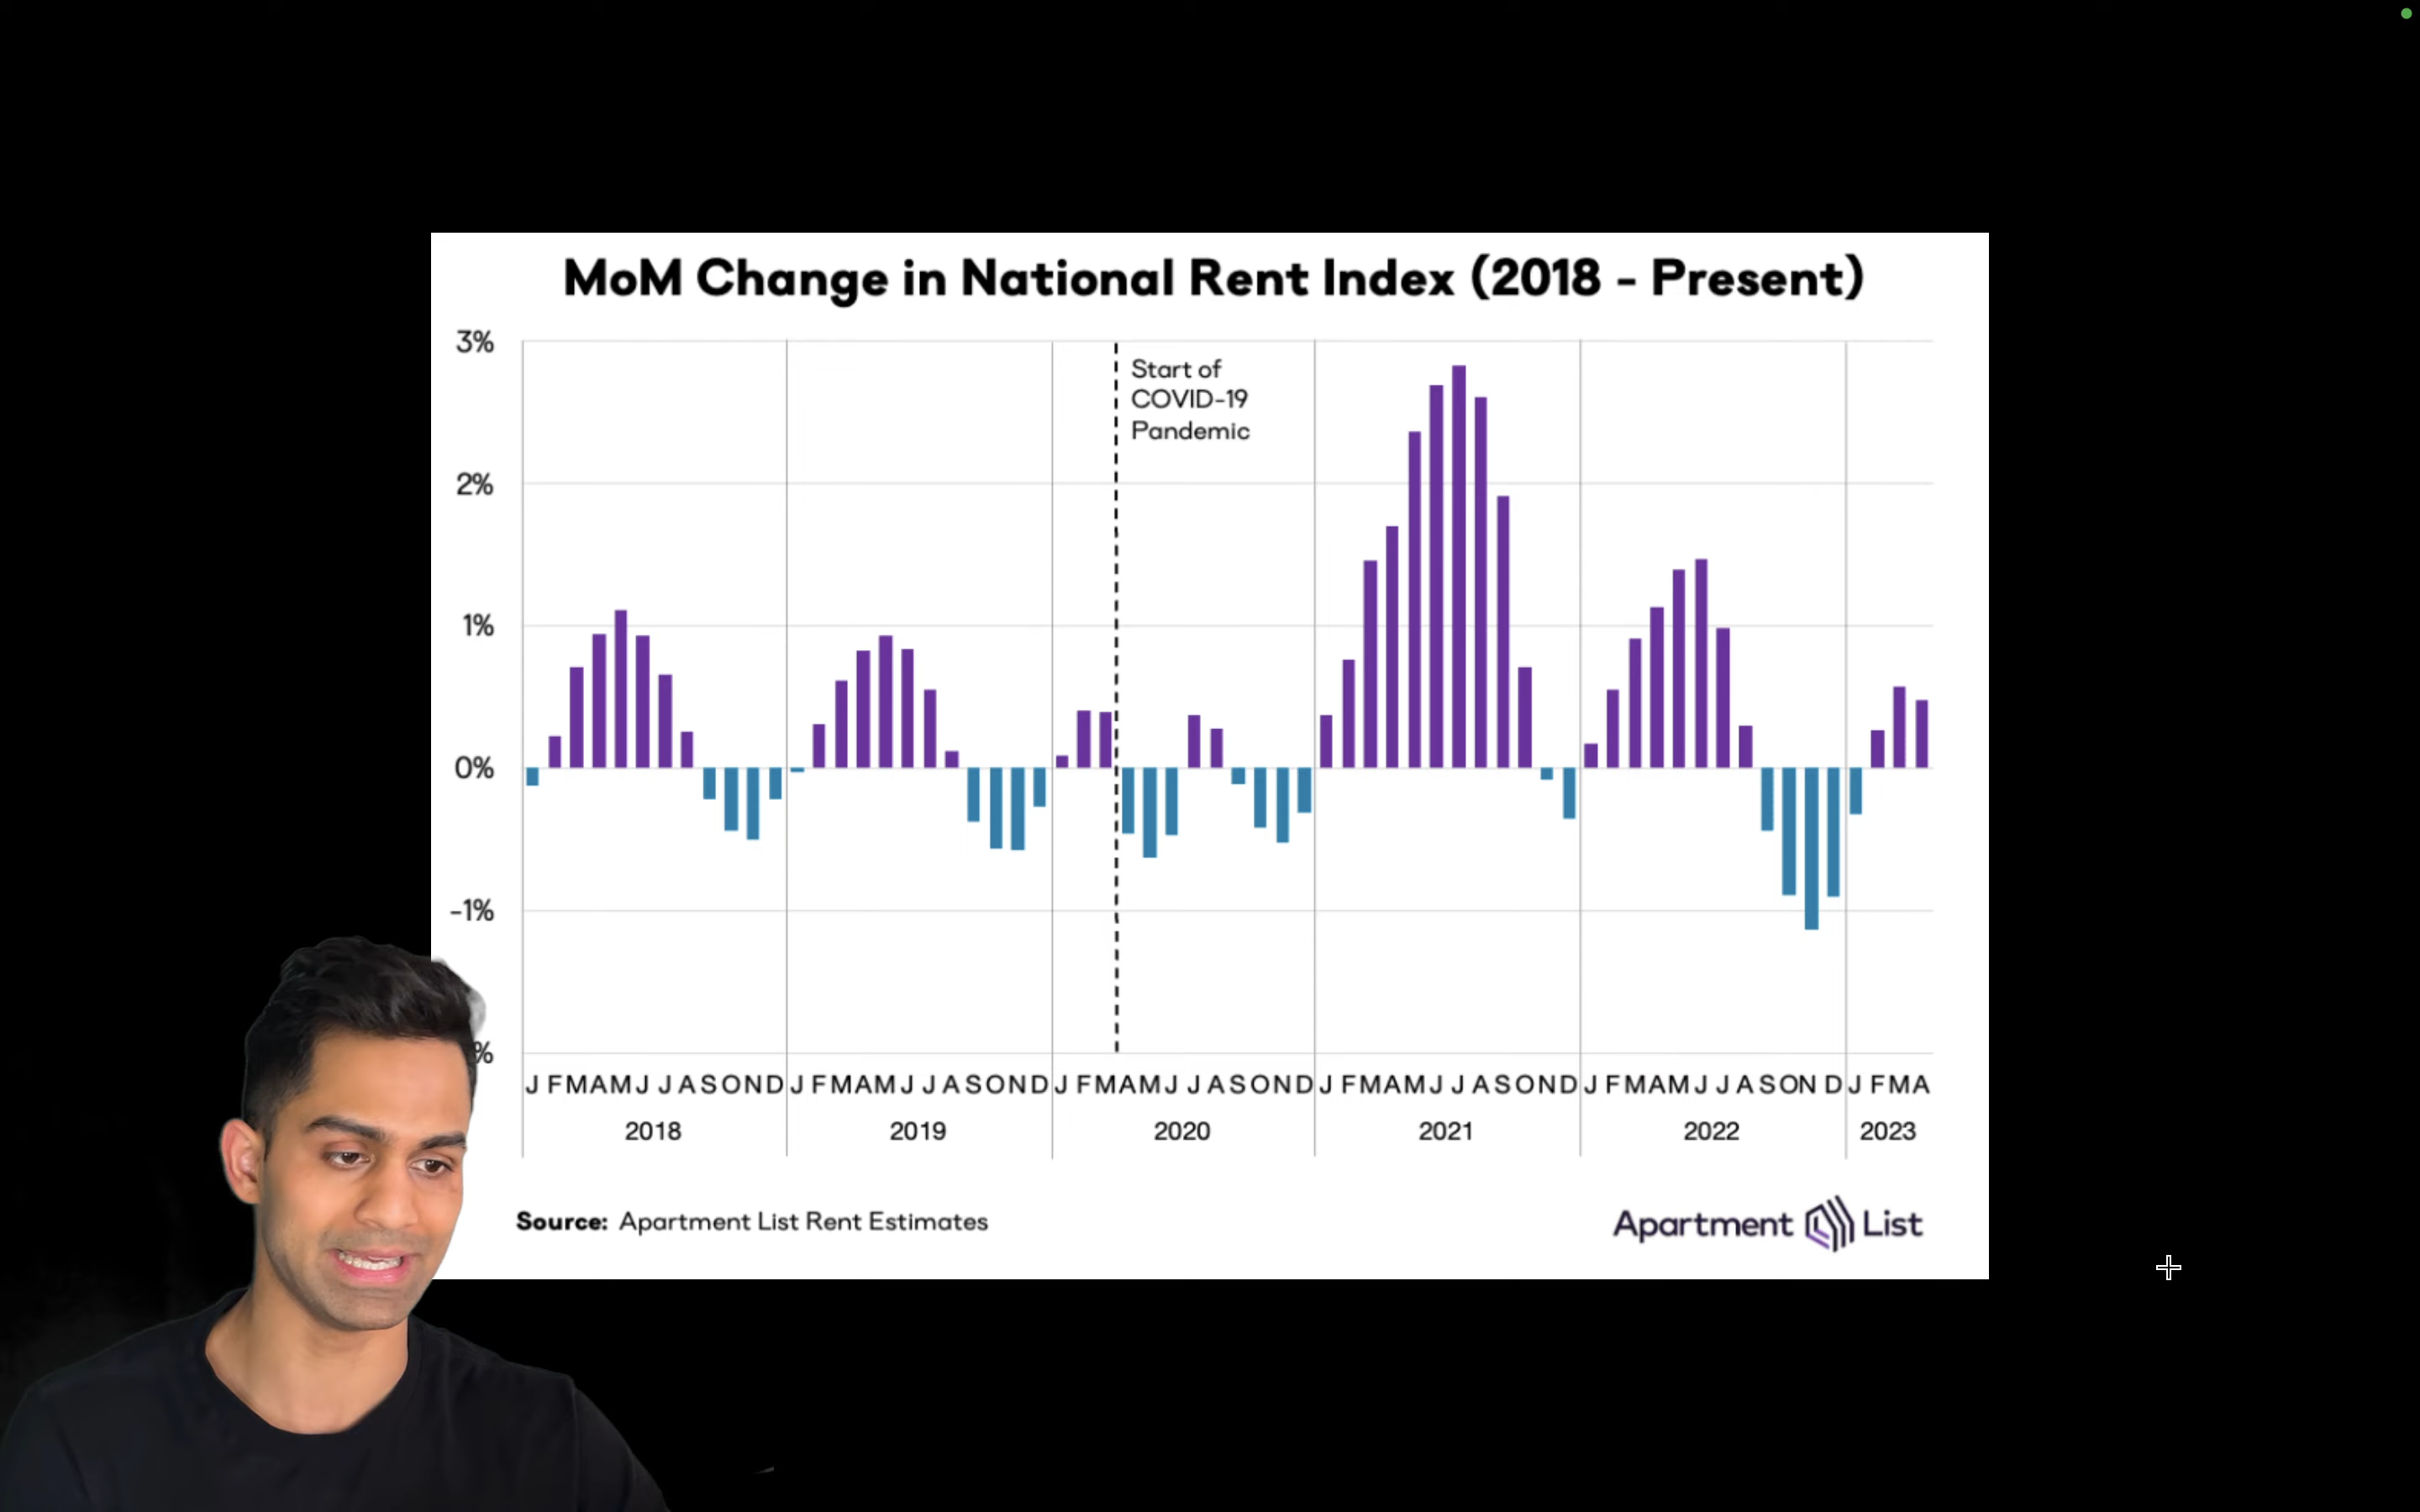 MoM Change in National Rent Index (2018 - Present)
3%
Start of
COVID-19
Pandemic
2%
1%
0%
-1%
%
J F M A M J J A S O N D J F M A M J J A S O N D J F M A M J J A S O N D J F M A M J J A S O N D J F M A M J J A S O N D J F M A
2018 2019 2020 2021 2022 2023
Source: Apartment List Rent Estimates
Apartment List